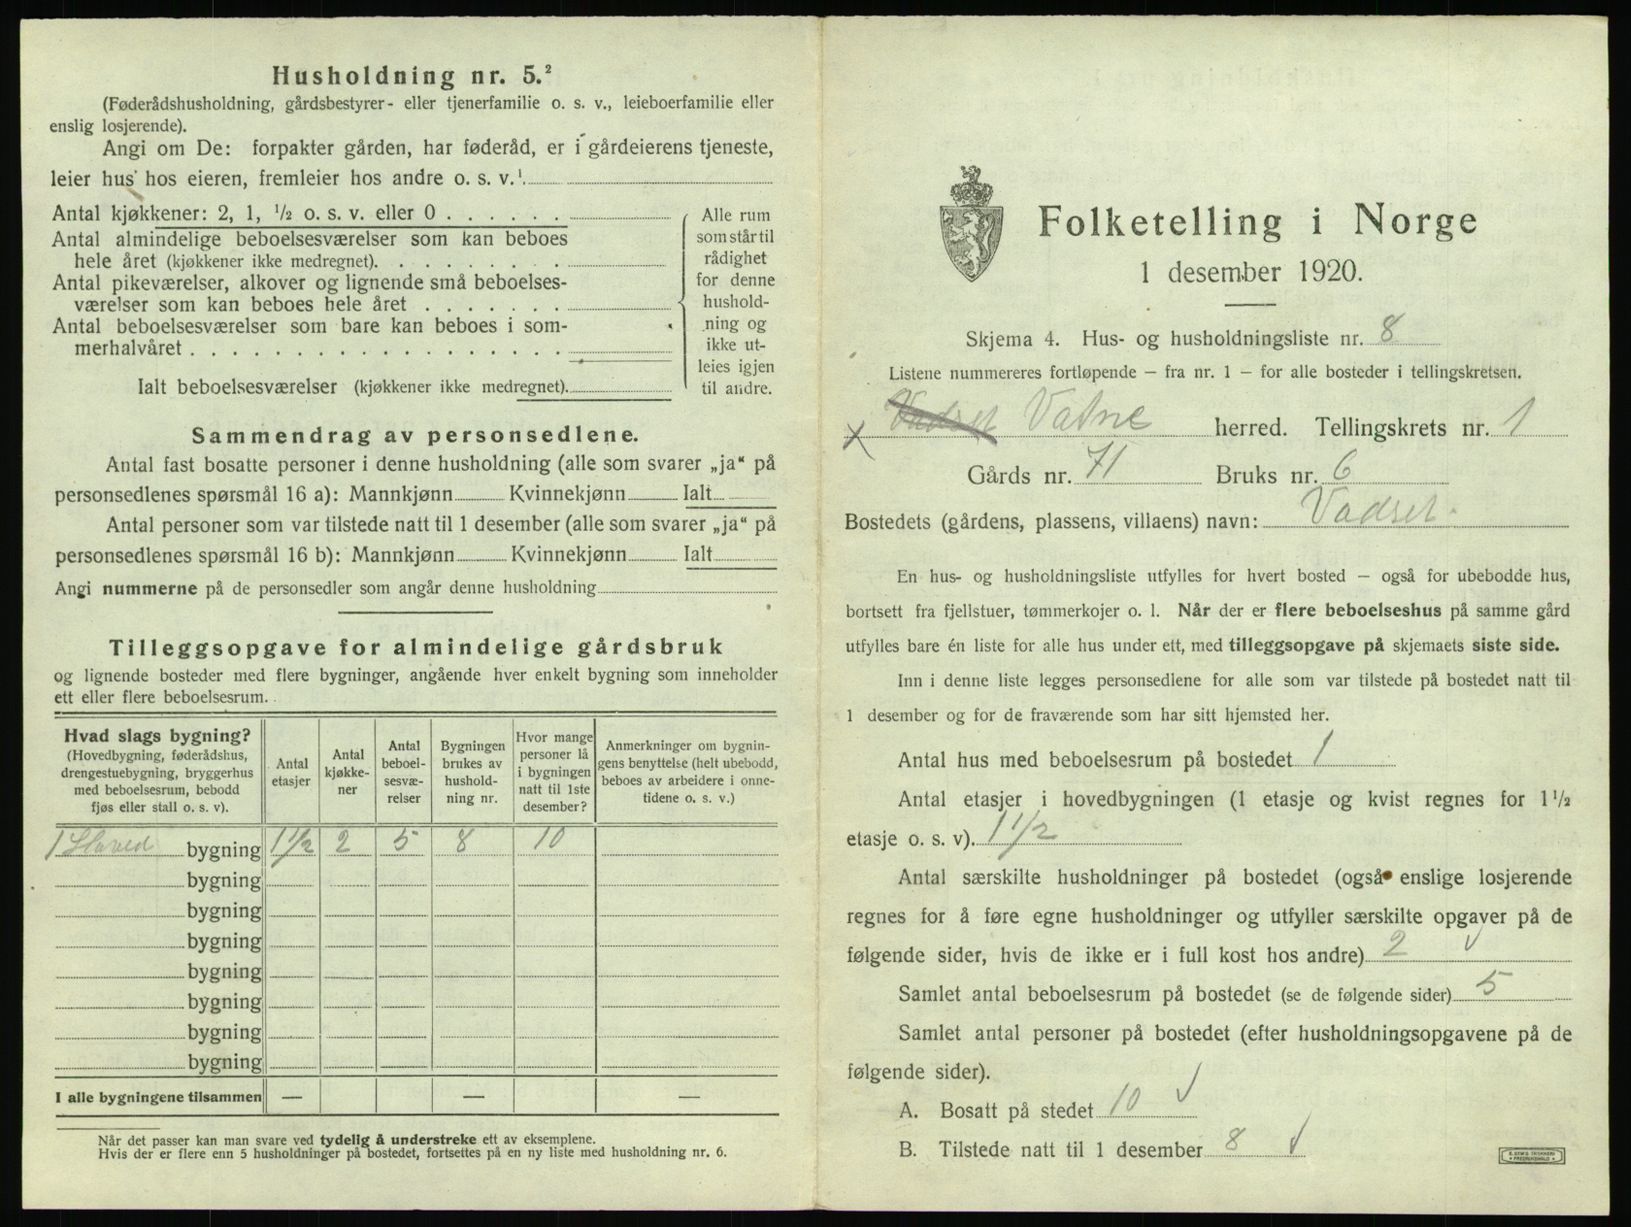 Husholdning nr. 5.²
(Føderådshusholdning, gårdsbestyrer- eller tjenerfamilie o. s. v., leieboerfamilie eller
enslig losjerende).
Angi om De: forpakter gården, har føderåd, er i gårdeierens tjeneste,
leier hus hos eieren, fremleier hos andre o. s. v.¹
Antal kjøkkener: 2, 1, ½ o. s. v. eller 0
Antal almindelige beboelsesværelser som kan beboes
hele året (kjøkkener ikke medregnet).
Antal pikeværelser, alkover og lignende små beboelses-
værelser som kan beboes hele året
Antal beboelsesværelser som bare kan beboes i som-
merhalvåret
Ialt beboelsesværelser (kjøkkener ikke medregnet).
Alle rum
som står til
rådighet
for denne
hushold-
ning og
ikke ut-
leies igjen
til andre.
Sammendrag av personsedlene.
Antal fast bosatte personer i denne husholdning (alle som svarer „ja“ på
personsedlenes spørsmål 16 a): Mannkjønn Kvinnekjønn Ialt
Antal personer som var tilstede natt til 1 desember (alle som svarer „ja“ på
personsedlenes spørsmål 16 b): Mannkjønn Kvinnekjønn Ialt
Angi nummerne på de personsedler som angår denne husholdning
Tilleggsopgave for almindelige gårdsbruk
og lignende bosteder med flere bygninger, angående hver enkelt bygning som inneholder
ett eller flere beboelsesrum.
Hvad slags bygning?
(Hovedbygning, føderådshus,
drengestuebygning, bryggerhus
med beboelsesrum, bebodd
fjøs eller stall o. s. v).
Antal
etasjer
Antal
kjøkke-
ner
Antal
beboel-
sesvæ-
relser
Bygningen
brukes av
hushold-
ning nr.
Hvor mange
personer lå
i bygningen
natt til 1ste
desember?
Anmerkninger om bygnin-
gens benyttelse (helt ubebodd,
beboes av arbeidere i onne-
tidene o. s. v.)
1 Hoved bygning 1½ 2 5 8 10
bygning
bygning
bygning
bygning
bygning
bygning
bygning
I alle bygningene tilsammen — — —
Når det passer kan man svare ved tydelig å understreke ett av eksemplene.
Hvis der er flere enn 5 husholdninger på bostedet, fortsettes på en ny liste med husholdning nr. 6.
Folketelling i Norge
1 desember 1920.
Skjema 4. Hus- og husholdningsliste nr. 8
Listene nummereres fortløpende — fra nr. 1 — for alle bosteder i tellingskretsen.
x Vadset Vatne herred. Tellingskrets nr. 1
Gårds nr. 71 Bruks nr. 6
Bostedets (gårdens, plassens, villaens) navn: Vadset.
En hus- og husholdningsliste utfylles for hvert bosted — også for ubebodde hus,
bortsett fra fjellstuer, tømmerkojer o. l. Når der er flere beboelseshus på samme gård
utfylles bare én liste for alle hus under ett, med tilleggsopgave på skjemaets siste side.
Inn i denne liste legges personsedlene for alle som var tilstede på bostedet natt til
1 desember og for de fraværende som har sitt hjemsted her.
Antal hus med beboelsesrum på bostedet 1
Antal etasjer i hovedbygningen (1 etasje og kvist regnes for 1½
etasje o. s. v). 1½
Antal særskilte husholdninger på bostedet (også enslige losjerende
regnes for å føre egne husholdninger og utfyller særskilte opgaver på de
følgende sider, hvis de ikke er i full kost hos andre) 2 ✓
Samlet antal beboelsesrum på bostedet (se de følgende sider) 5
Samlet antal personer på bostedet (efter husholdningsopgavene på de
følgende sider).
A. Bosatt på stedet 10 ✓
B. Tilstede natt til 1 desember 8 ✓